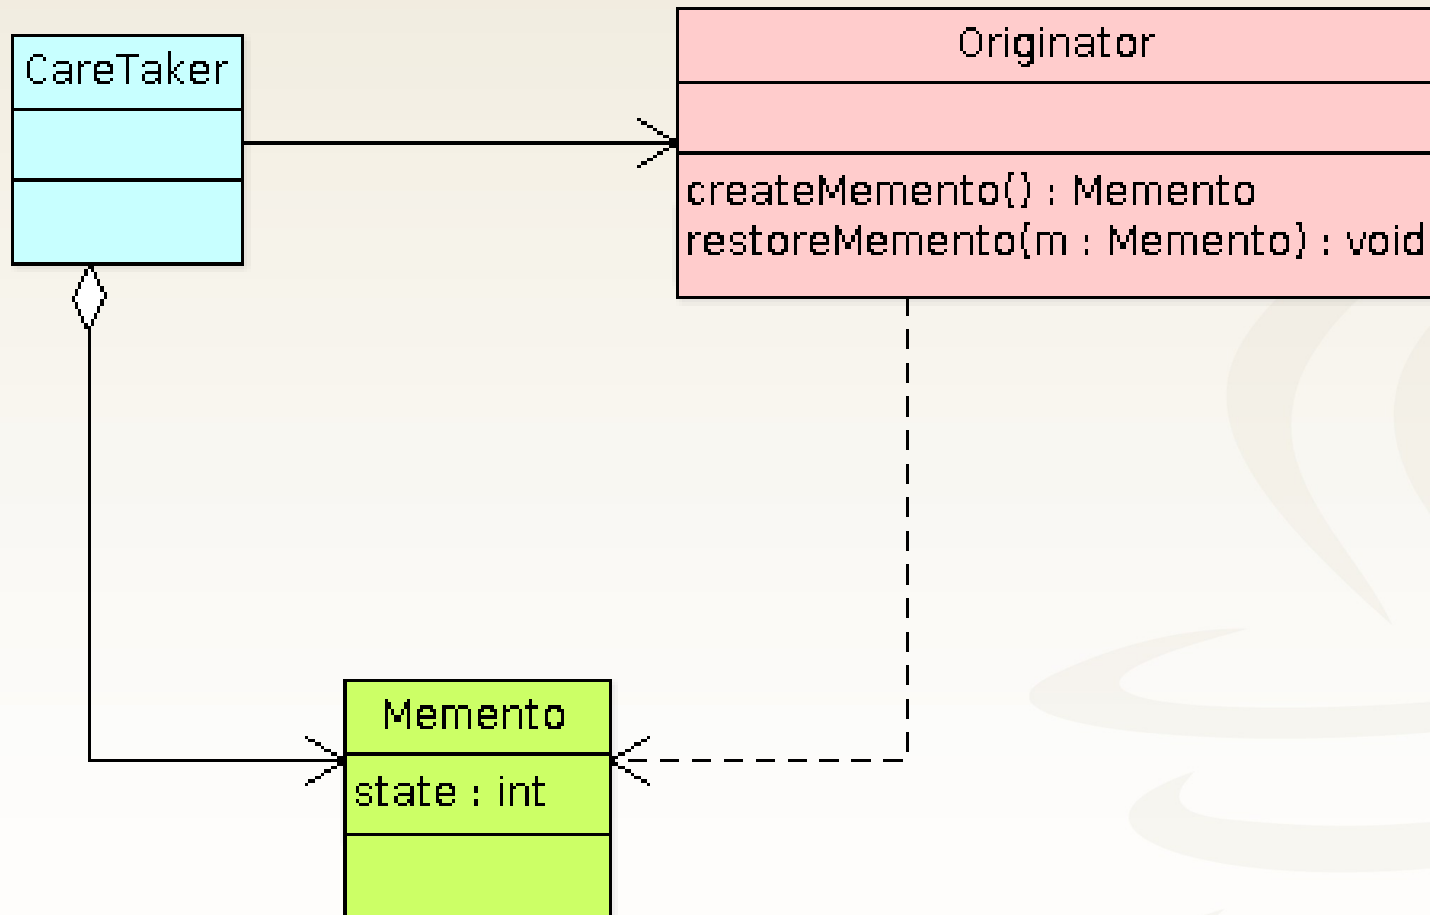 CareTaker
Originator
createMemento() : Memento
restoreMemento(m : Memento) : void
Memento
state : int